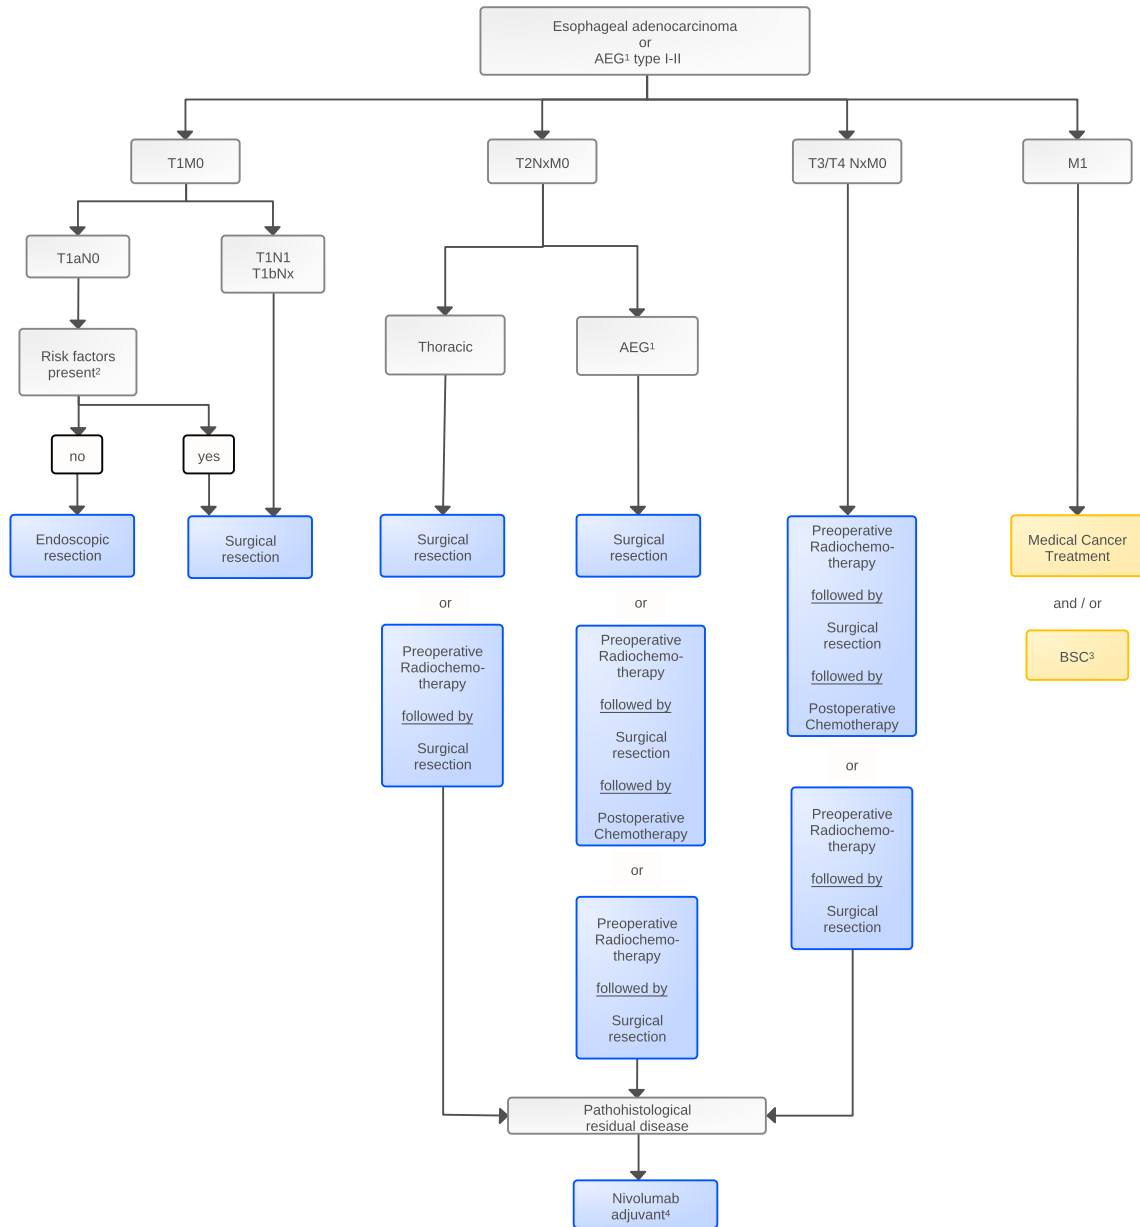 Esophageal adenocarcinoma
or
AEG¹ type I-II
T1M0
T2NxM0
T3/T4 NxM0
M1
T1aN0
T1N1
T1bNx
Risk factors
present²
no
yes
Endoscopic
resection
Surgical
resection
Thoracic
AEG¹
Surgical
resection
or
Preoperative
Radiochemo-
therapy
followed by
Surgical
resection
Surgical
resection
or
Preoperative
Radiochemo-
therapy
followed by
Surgical
resection
followed by
Postoperative
Chemotherapy
or
Preoperative
Radiochemo-
therapy
followed by
Surgical
resection
Preoperative
Radiochemo-
therapy
followed by
Surgical
resection
followed by
Postoperative
Chemotherapy
or
Preoperative
Radiochemo-
therapy
followed by
Surgical
resection
Medical Cancer
Treatment
and / or
BSC³
Pathohistological
residual disease
Nivolumab
adjuvant⁴